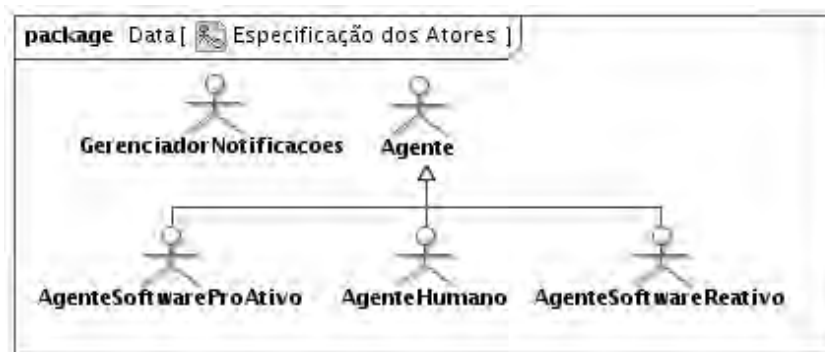 package Data [ Especificação dos Atores ]
GerenciadorNotificacoes Agente
AgenteSoftwareProAtivo AgenteHumano AgenteSoftwareReativo